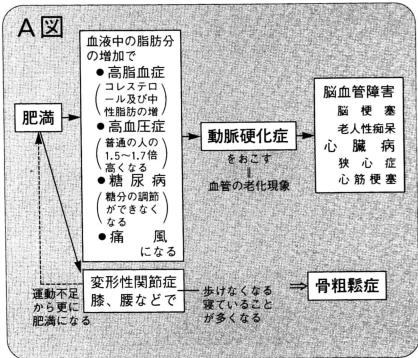 A図
肥満
血液中の脂肪分
の増加で
●高脂血症
(コレステロ
ール及び中
性脂肪の増)
●高血圧症
(普通の人の
1.5〜1.7倍
高くなる)
●糖尿病
(糖分の調節
ができなく
なる)
●痛風
になる
動脈硬化症
をおこす
‖
血管の老化現象
脳血管障害
脳梗塞
老人性痴呆
心臓病
狭心症
心筋梗塞
運動不足
から更に
肥満になる
変形性関節症
膝、腰などで
歩けなくなる
寝ていること
が多くなる
⇒
骨粗鬆症